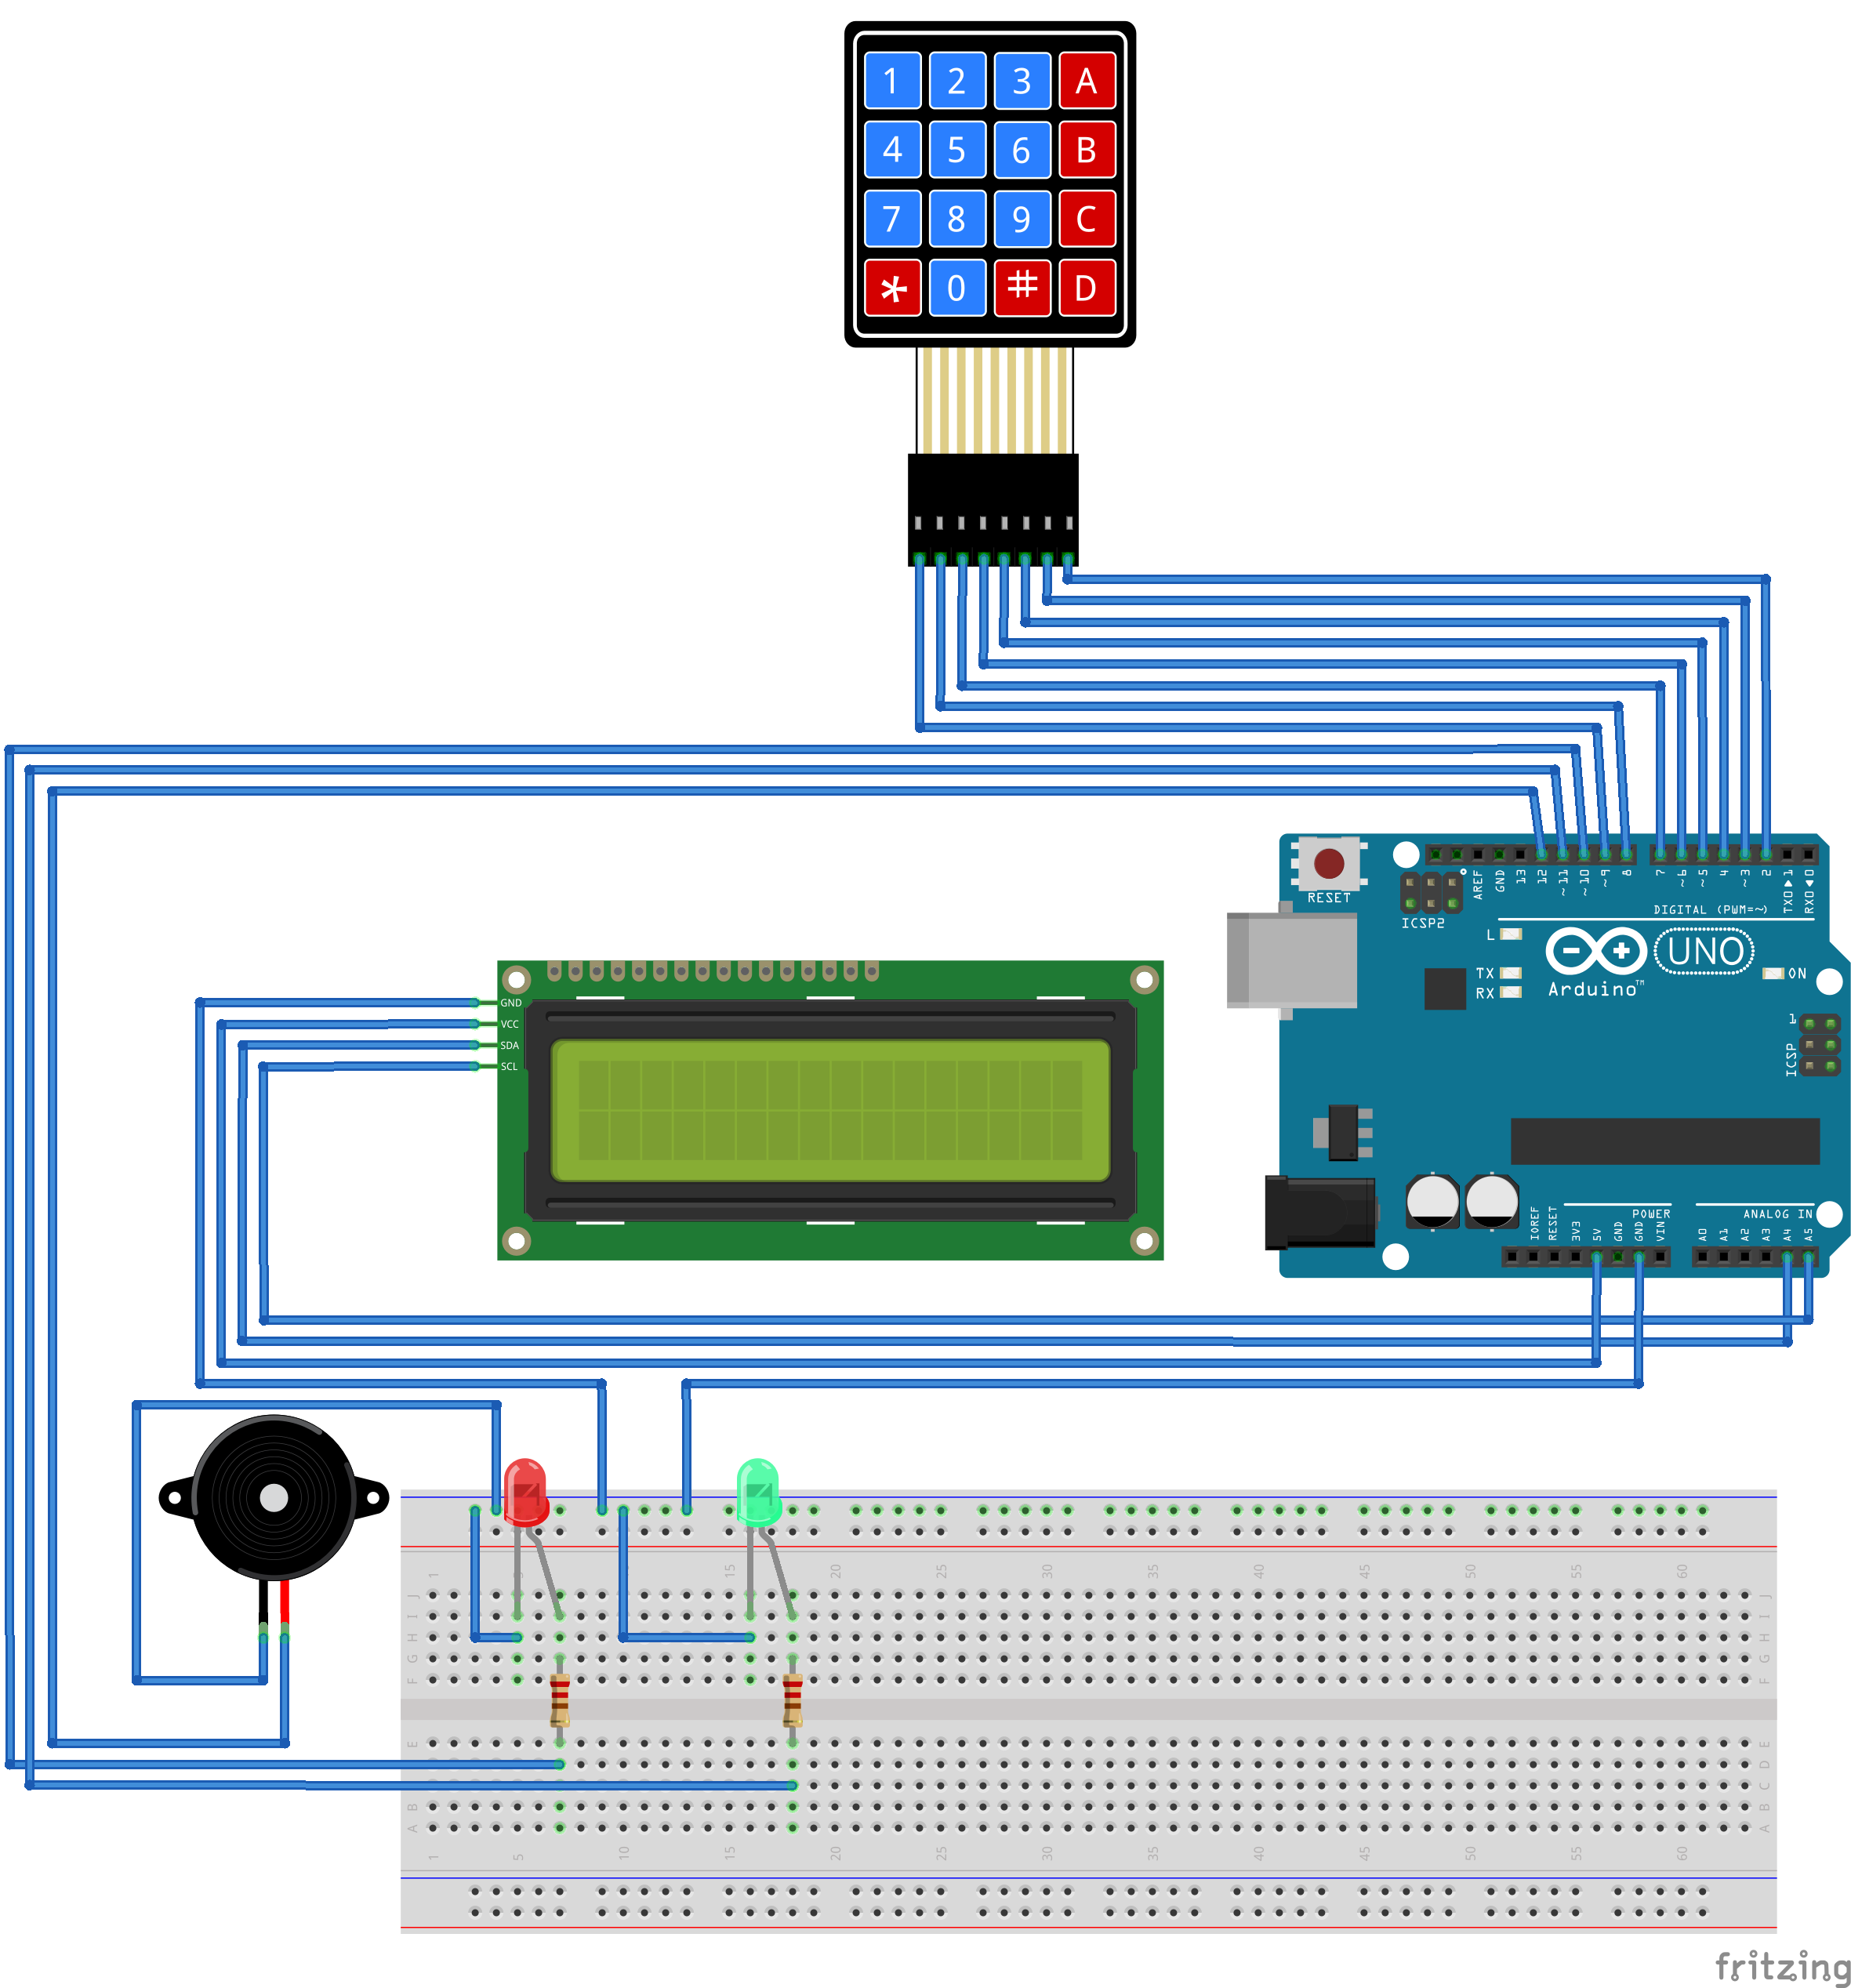 1 2 3 A
4 5 6 B
7 8 9 C
* 0 # D
RESET
ICSP2
AREF
GND
13
12
~11
~10
~9
8
7
~6
~5
4
~3
2
TX0▶1
RX0◀0
DIGITAL (PWM=~)
L
TX
RX
Arduino™
UNO
ON
1
ICSP
GND
VCC
SDA
SCL
POWER
ANALOG IN
IOREF
RESET
3V3
5V
GND
GND
VIN
A0
A1
A2
A3
A4
A5
1 15 20 25 30 35 40 45 50 55 60
J J
I I
H H
G G
F F
E E
D
C
B B
A A
1 5 10 15 20 25 30 35 40 45 50 55 60
fritzing